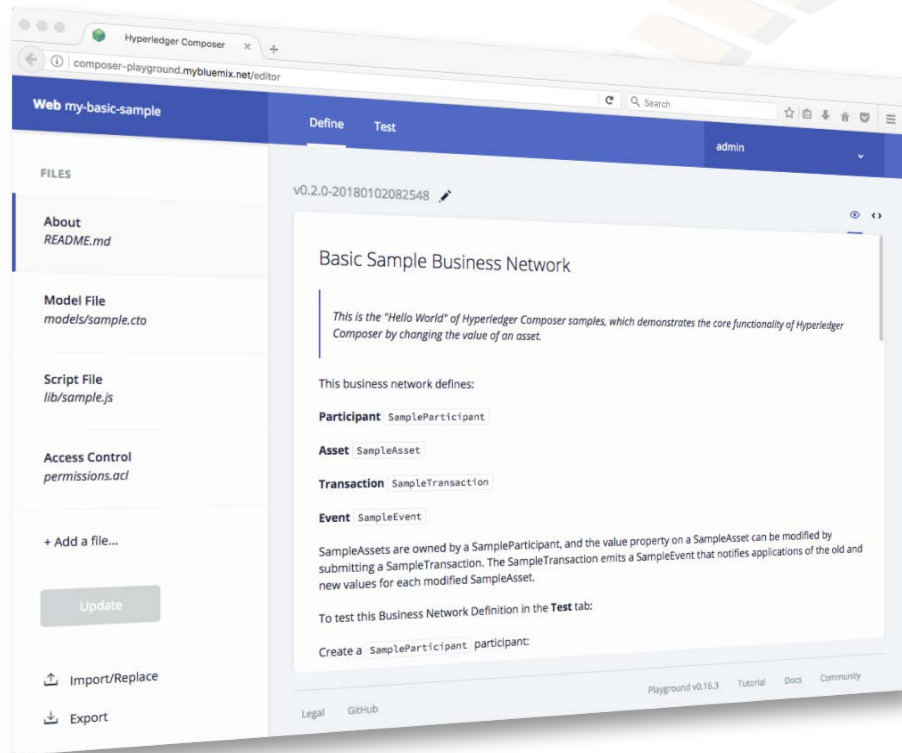 Hyperledger Composer
composer-playground.mybluemix.net/editor
Search
Web my-basic-sample
Define
Test
admin
FILES
About
README.md
Model File
models/sample.cto
Script File
lib/sample.js
Access Control
permissions.acl
+ Add a file...
Update
Import/Replace
Export
v0.2.0-20180102082548
Basic Sample Business Network
This is the "Hello World" of Hyperledger Composer samples, which demonstrates the core functionality of Hyperledger
Composer by changing the value of an asset.
This business network defines:
Participant SampleParticipant
Asset SampleAsset
Transaction SampleTransaction
Event SampleEvent
SampleAssets are owned by a SampleParticipant, and the value property on a SampleAsset can be modified by
submitting a SampleTransaction. The SampleTransaction emits a SampleEvent that notifies applications of the old and
new values for each modified SampleAsset.
To test this Business Network Definition in the Test tab:
Create a SampleParticipant participant:
Legal GitHub
Playground v0.16.3 Tutorial Docs Community